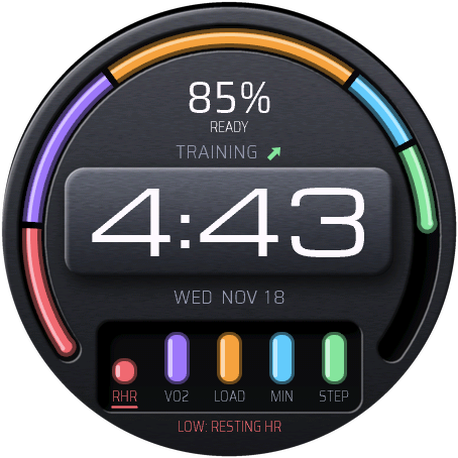 85%
READY
TRAINING
4:43
WED NOV 18
RHR VO2 LOAD MIN STEP
LOW: RESTING HR